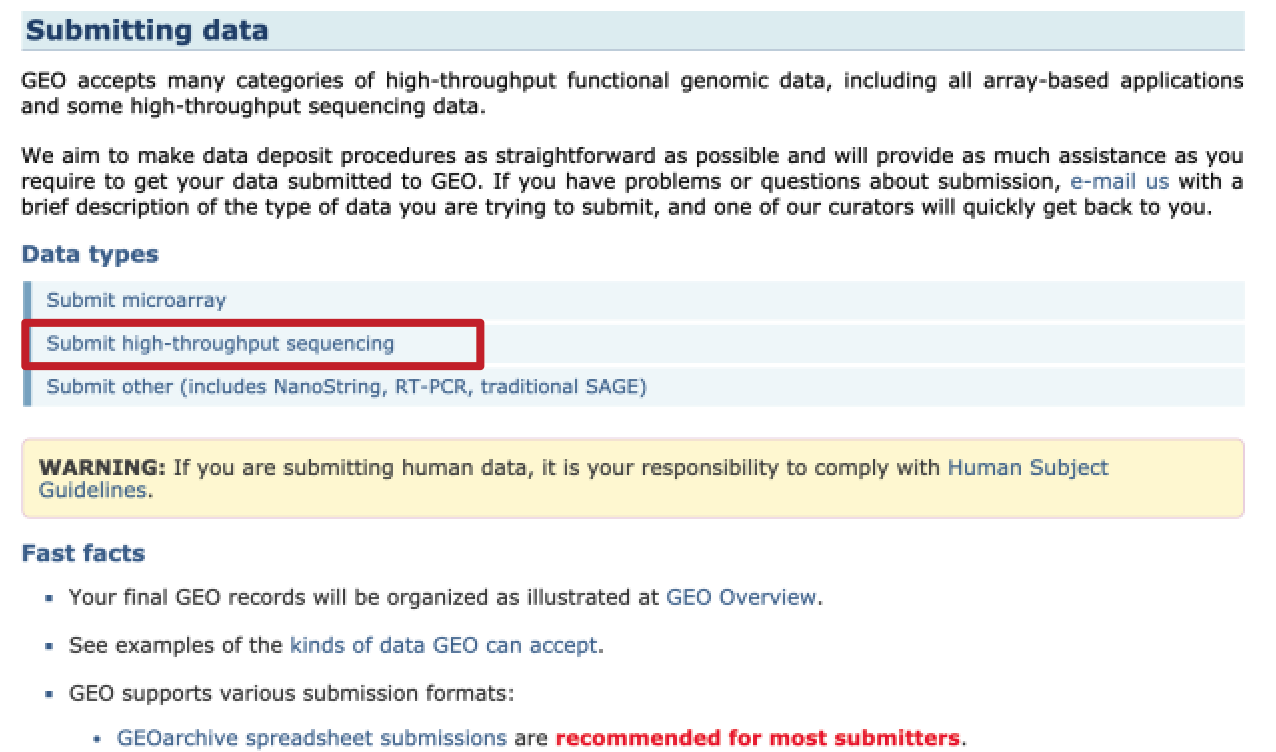 Submitting data
GEO accepts many categories of high-throughput functional genomic data, including all array-based applications
and some high-throughput sequencing data.
We aim to make data deposit procedures as straightforward as possible and will provide as much assistance as you
require to get your data submitted to GEO. If you have problems or questions about submission, e-mail us with a
brief description of the type of data you are trying to submit, and one of our curators will quickly get back to you.
Data types
Submit microarray
Submit high-throughput sequencing
Submit other (includes NanoString, RT-PCR, traditional SAGE)
WARNING: If you are submitting human data, it is your responsibility to comply with Human Subject
Guidelines.
Fast facts
▪ Your final GEO records will be organized as illustrated at GEO Overview.
▪ See examples of the kinds of data GEO can accept.
▪ GEO supports various submission formats:
• GEOarchive spreadsheet submissions are recommended for most submitters.